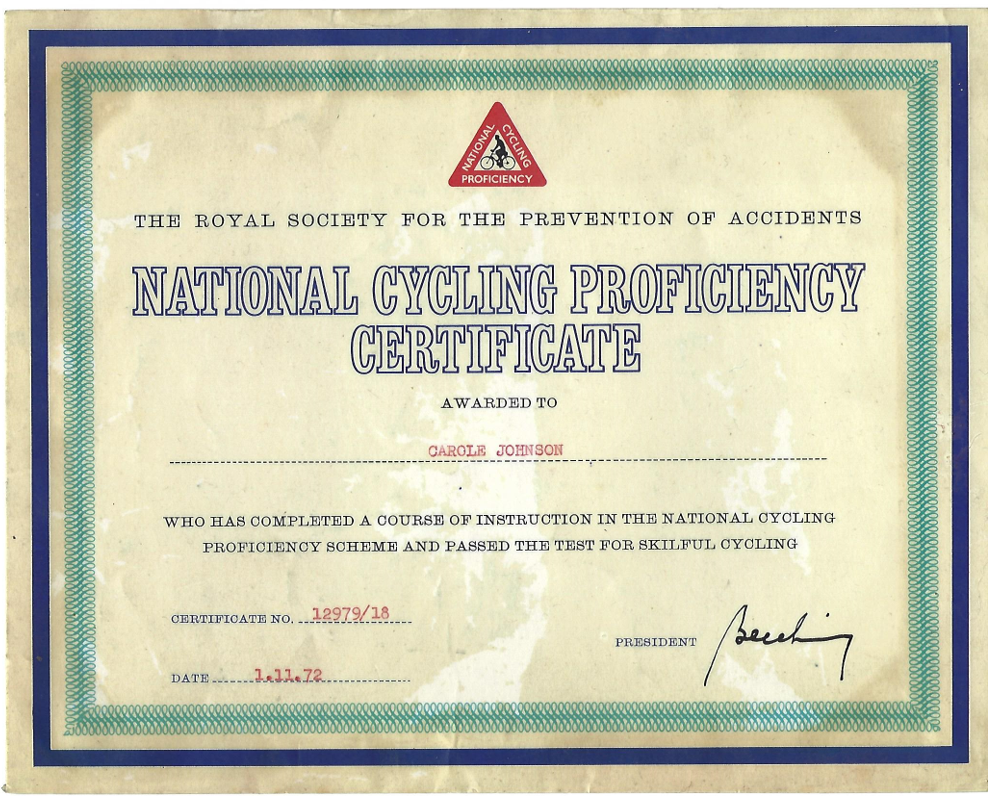 NATIONAL CYCLING
PROFICIENCY
THE ROYAL SOCIETY FOR THE PREVENTION OF ACCIDENTS
NATIONAL CYCLING PROFICIENCY
CERTIFICATE
AWARDED TO
CAROLE JOHNSON
WHO HAS COMPLETED A COURSE OF INSTRUCTION IN THE NATIONAL CYCLING
PROFICIENCY SCHEME AND PASSED THE TEST FOR SKILFUL CYCLING
CERTIFICATE NO. 12979/18
PRESIDENT Beeching
DATE 1.11.72